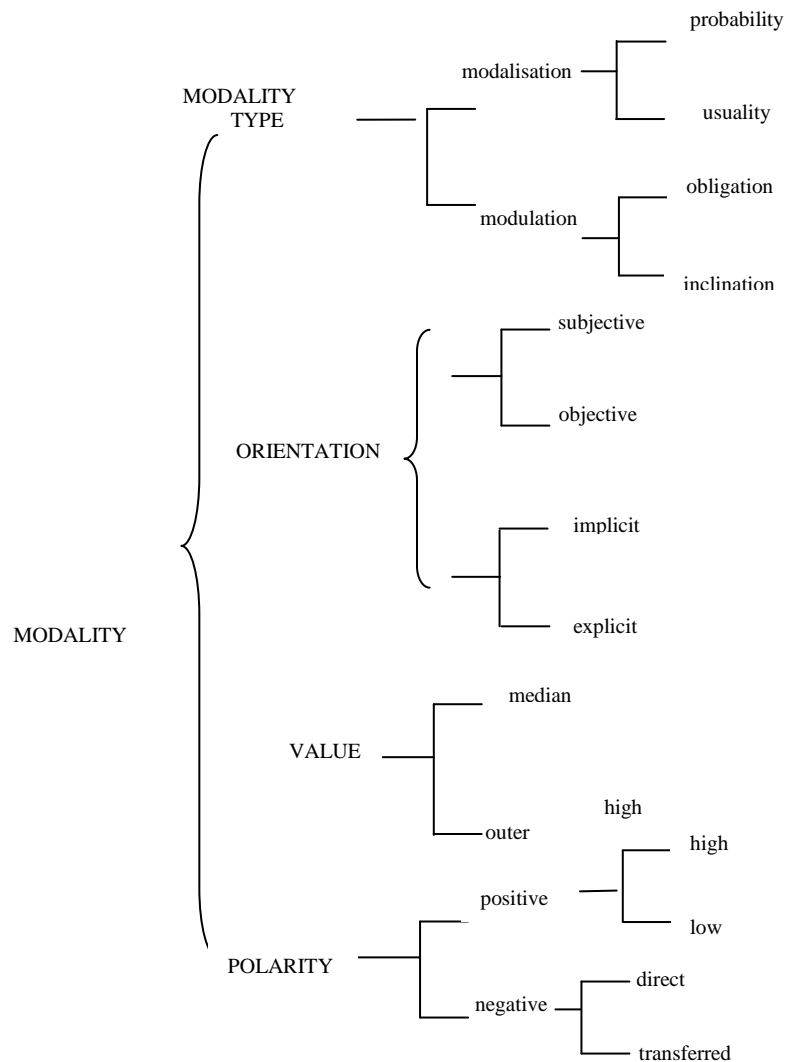 probability
modalisation
MODALITY
TYPE
usuality
obligation
modulation
inclination
subjective
objective
ORIENTATION
implicit
MODALITY
explicit
median
VALUE
high
outer
high
positive
low
POLARITY
direct
negative
transferred